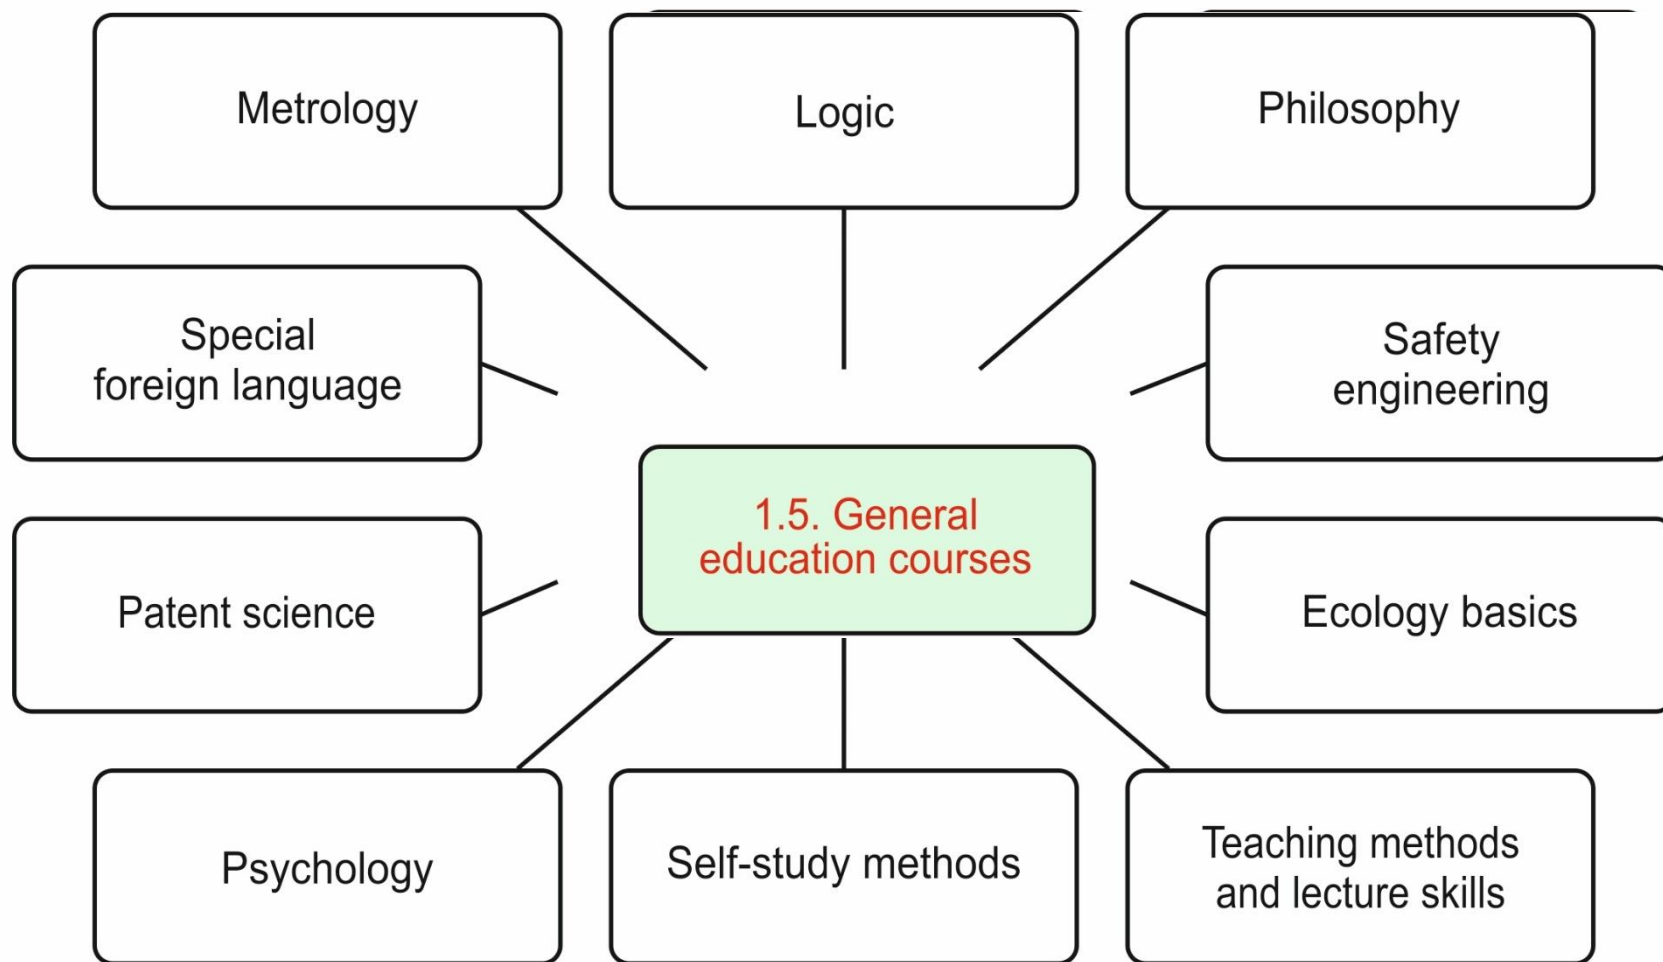 Metrology
Logic
Philosophy
Special
foreign language
Safety
engineering
1.5. General
education courses
Patent science
Ecology basics
Psychology
Self-study methods
Teaching methods
and lecture skills